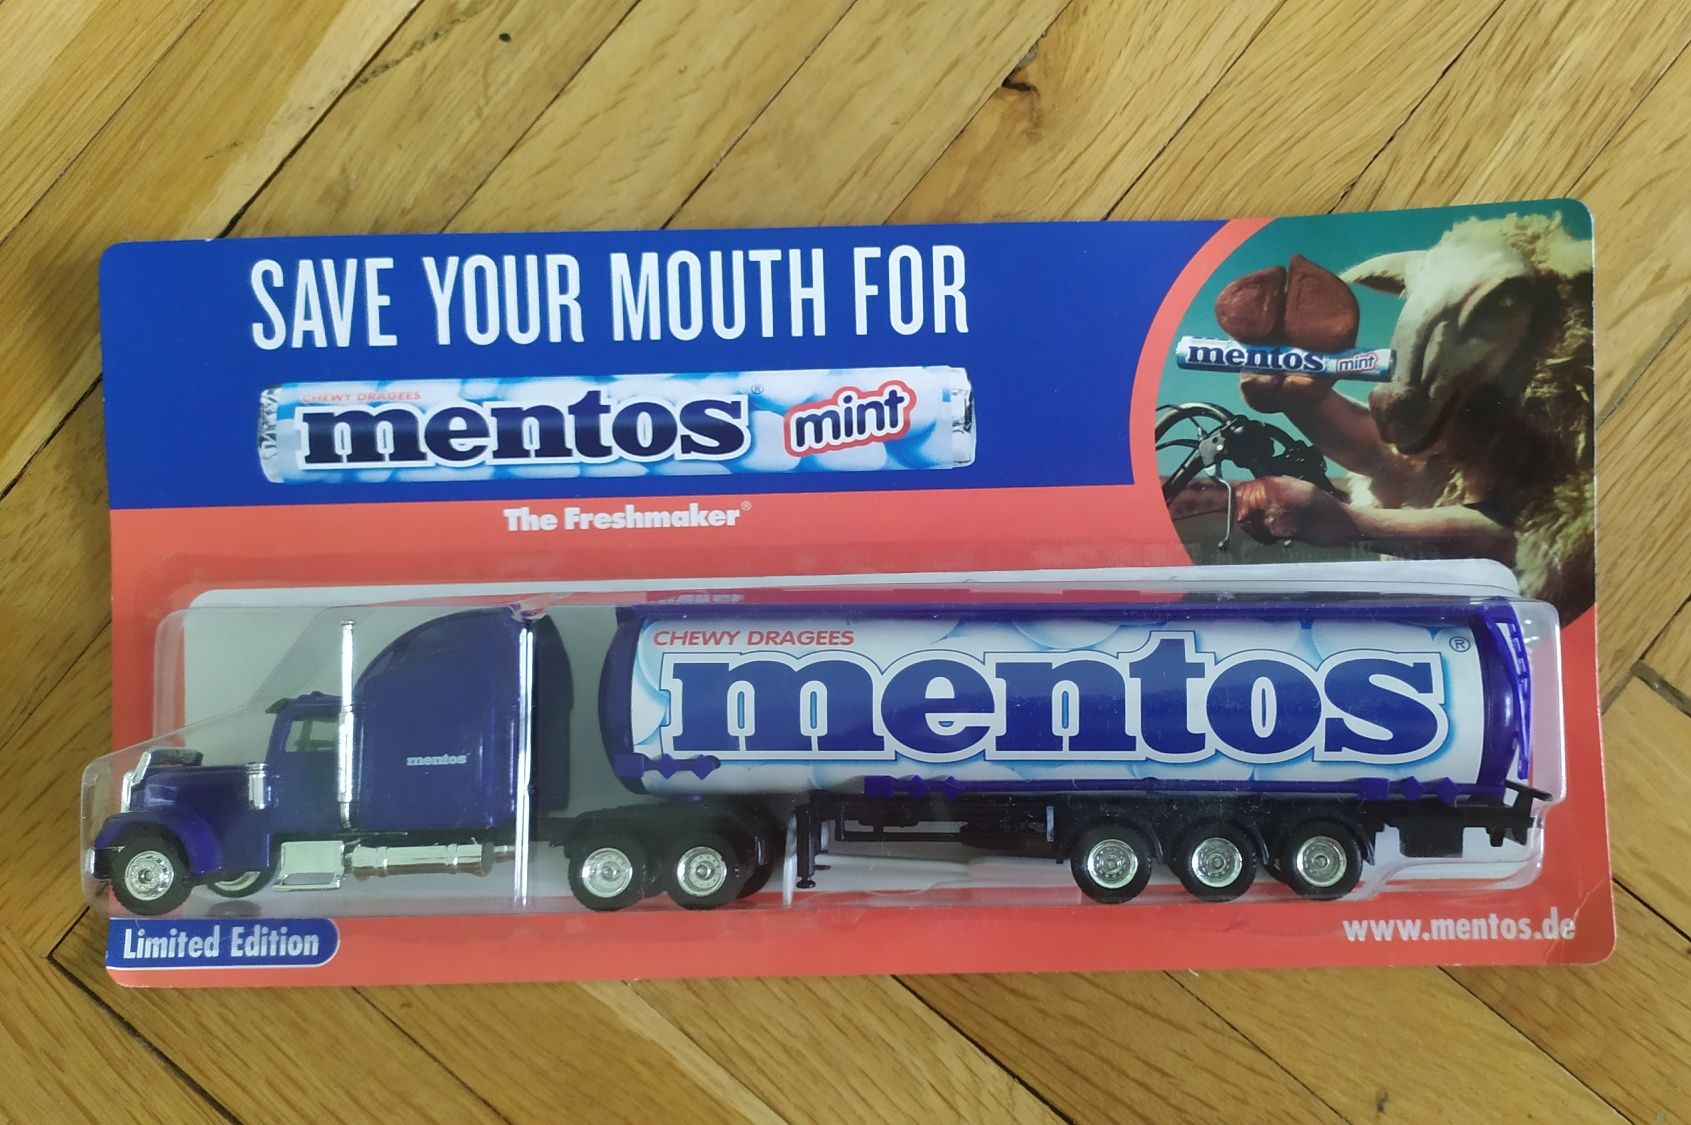 SAVE YOUR MOUTH FOR
CHEWY DRAGEES
mentos® mint
The Freshmaker®
mentos mint
CHEWY DRAGEES
mentos®
mentos
Limited Edition
www.mentos.de